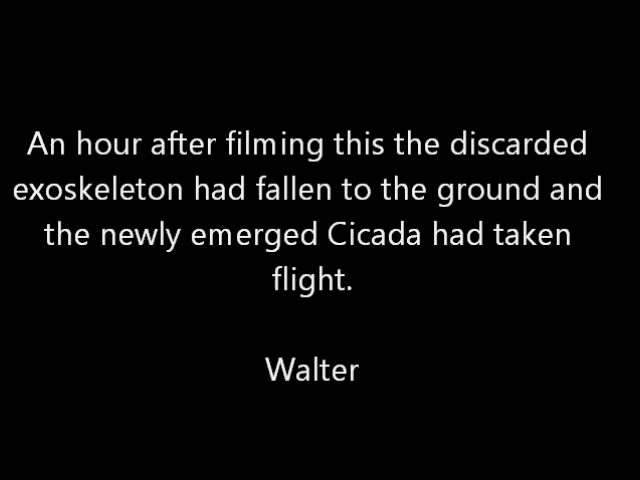 An hour after filming this the discarded
exoskeleton had fallen to the ground and
the newly emerged Cicada had taken
flight.
Walter